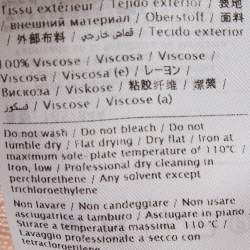 Tissu extérieur / Tejido exterior / 表地
/ внешний материал / Oberstoff / 面料
/ 外部布料 / قماش خارجي / Tecido exterior
100% Viscose / Viscose / Viscose /
Viscosa / Viscosa (e) / レーヨン /
Вискоза / Viskose / 粘胶纤维 / 嫘縈
/ فسكوز / Viscose / Viscose (a)
Do not wash / Do not bleach / Do not
tumble dry / Flat drying / Dry flat / Iron at
maximum sole-plate temperature of 110°C /
Iron, low / Professional dry cleaning in
perchlorethene / Any solvent except
trichloroethylene
Non lavare / Non candeggiare / Non usare
asciugatrice a tamburo / Asciugare in piano
Stirare a temperatura massima 110 °C /
Lavaggio professionale a secco con
tetracloroetilene